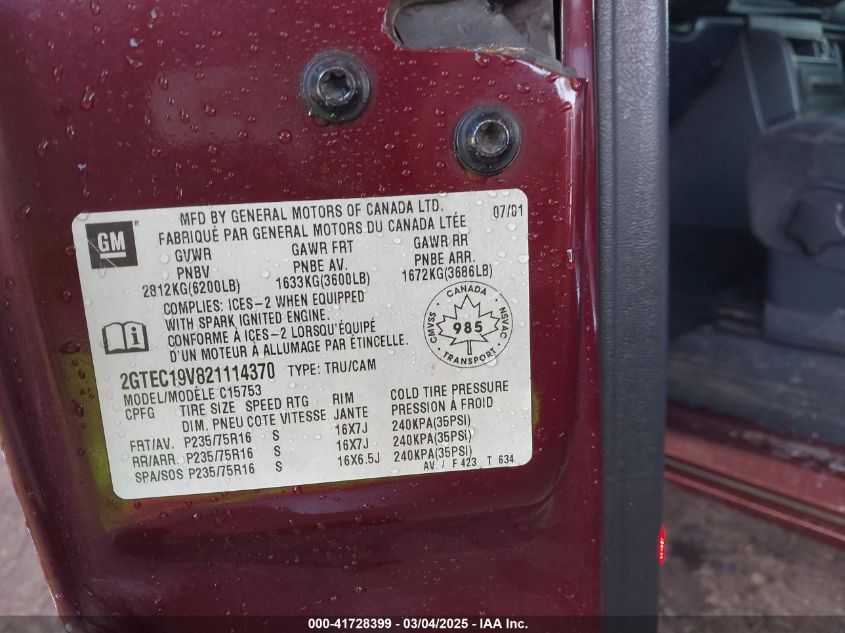 MFD BY GENERAL MOTORS OF CANADA LTD. 07/01
FABRIQUÉ PAR GENERAL MOTORS DU CANADA LTÉE
GM
GVWR GAWR FRT GAWR RR
PNBV PNBE AV. PNBE ARR.
2812KG(6200LB) 1633KG(3600LB) 1672KG(3686LB)
COMPLIES: ICES-2 WHEN EQUIPPED
WITH SPARK IGNITED ENGINE.
CONFORME À ICES-2 LORSQU'ÉQUIPÉ
D'UN MOTEUR À ALLUMAGE PAR ÉTINCELLE.
CANADA
CMVSS 985 NSVAC
TRANSPORT
2GTEC19V821114370 TYPE: TRU/CAM
MODEL/MODÈLE C15753
CPFG TIRE SIZE SPEED RTG RIM COLD TIRE PRESSURE
DIM. PNEU COTE VITESSE JANTE PRESSION À FROID
FRT/AV. P235/75R16 S 16X7J 240KPA(35PSI)
RR/ARR. P235/75R16 S 16X7J 240KPA(35PSI)
SPA/SOS P235/75R16 S 16X6.5J 240KPA(35PSI)
AV. / F 423 T 634
000-41728399 - 03/04/2025 - IAA Inc.